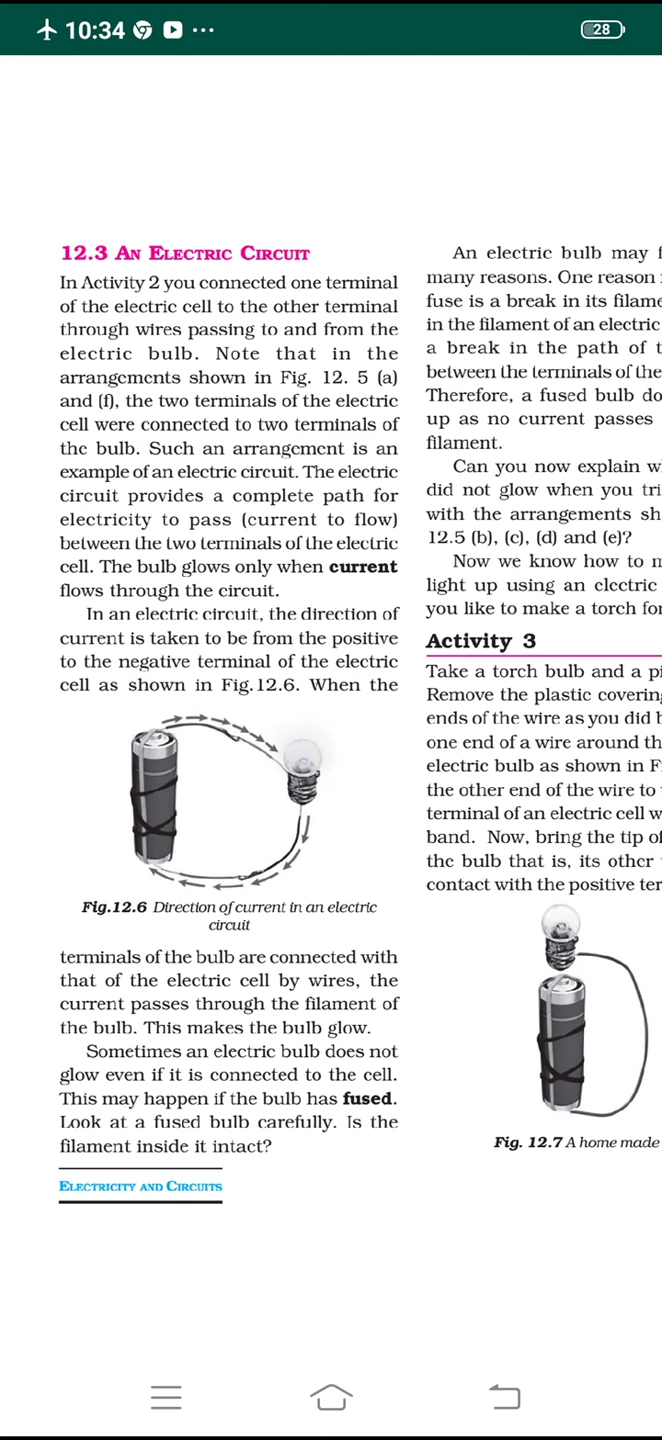 10:34
28
12.3 AN ELECTRIC CIRCUIT
In Activity 2 you connected one terminal
of the electric cell to the other terminal
through wires passing to and from the
electric bulb. Note that in the
arrangements shown in Fig. 12. 5 (a)
and (f), the two terminals of the electric
cell were connected to two terminals of
the bulb. Such an arrangement is an
example of an electric circuit. The electric
circuit provides a complete path for
electricity to pass (current to flow)
between the two terminals of the electric
cell. The bulb glows only when current
flows through the circuit.
In an electric circuit, the direction of
current is taken to be from the positive
to the negative terminal of the electric
cell as shown in Fig.12.6. When the
Fig.12.6 Direction of current in an electric
circuit
terminals of the bulb are connected with
that of the electric cell by wires, the
current passes through the filament of
the bulb. This makes the bulb glow.
Sometimes an electric bulb does not
glow even if it is connected to the cell.
This may happen if the bulb has fused.
Look at a fused bulb carefully. Is the
filament inside it intact?
ELECTRICITY AND CIRCUITS
An electric bulb may
many reasons. One reason
fuse is a break in its
in the filament of an electric
a break in the path of
between the terminals of the
Therefore, a fused bulb
up as no current passes
filament.
Can you now explain
did not glow when you
with the arrangements
12.5 (b), (c), (d) and (e)?
Now we know how to
light up using an electric
you like to make a torch
Activity 3
Take a torch bulb and a
Remove the plastic
ends of the wire as you did
one end of a wire around
electric bulb as shown in
the other end of the wire to
terminal of an electric cell
band. Now, bring the tip
the bulb that is, its other
contact with the positive
Fig. 12.7 A home made